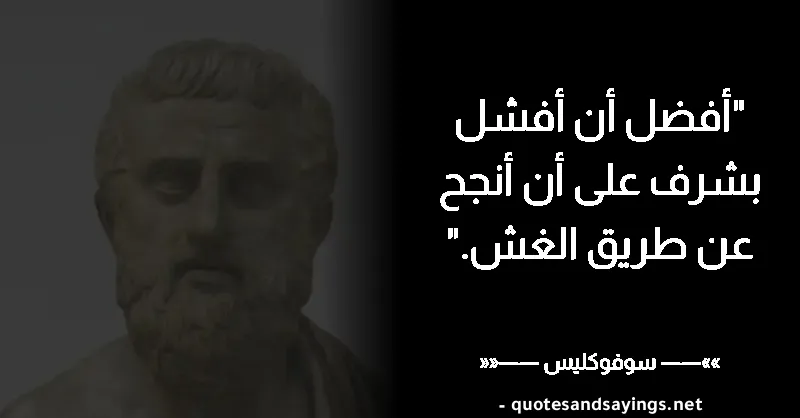 "أفضل أن أفشل
بشرف على أن أنجح
عن طريق الغش."
»»—— سوفوكليس ——««
- quotesandsayings.net